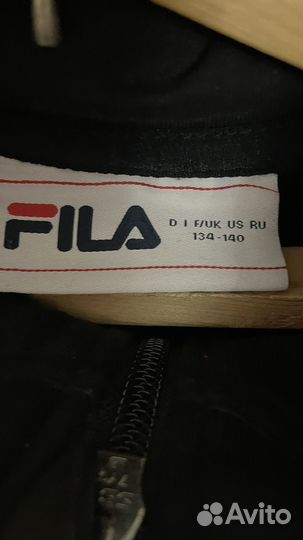 FILA
D I F/UK US RU
134-140
Avito